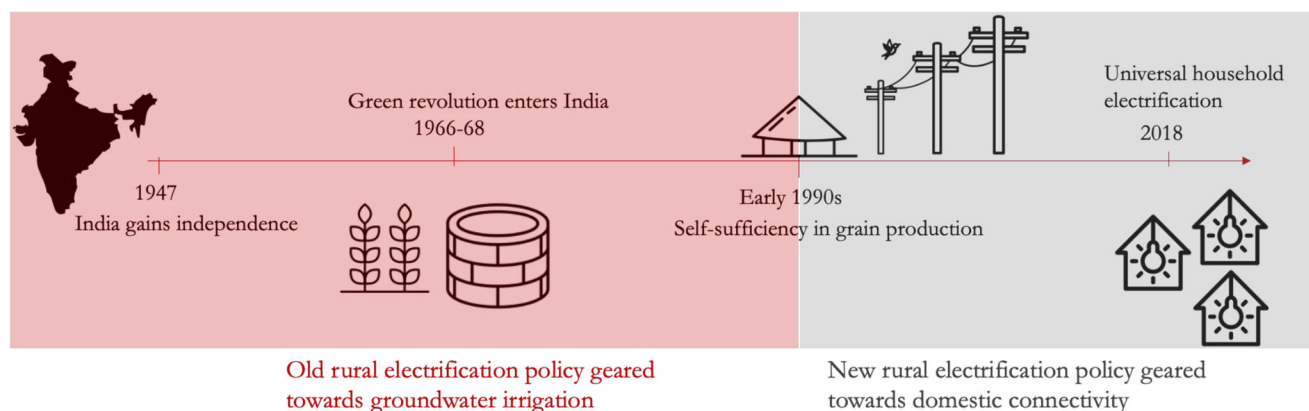 1947
India gains independence
Green revolution enters India
1966-68
Early 1990s
Self-sufficiency in grain production
Universal household
electrification
2018
Old rural electrification policy geared
towards groundwater irrigation
New rural electrification policy geared
towards domestic connectivity